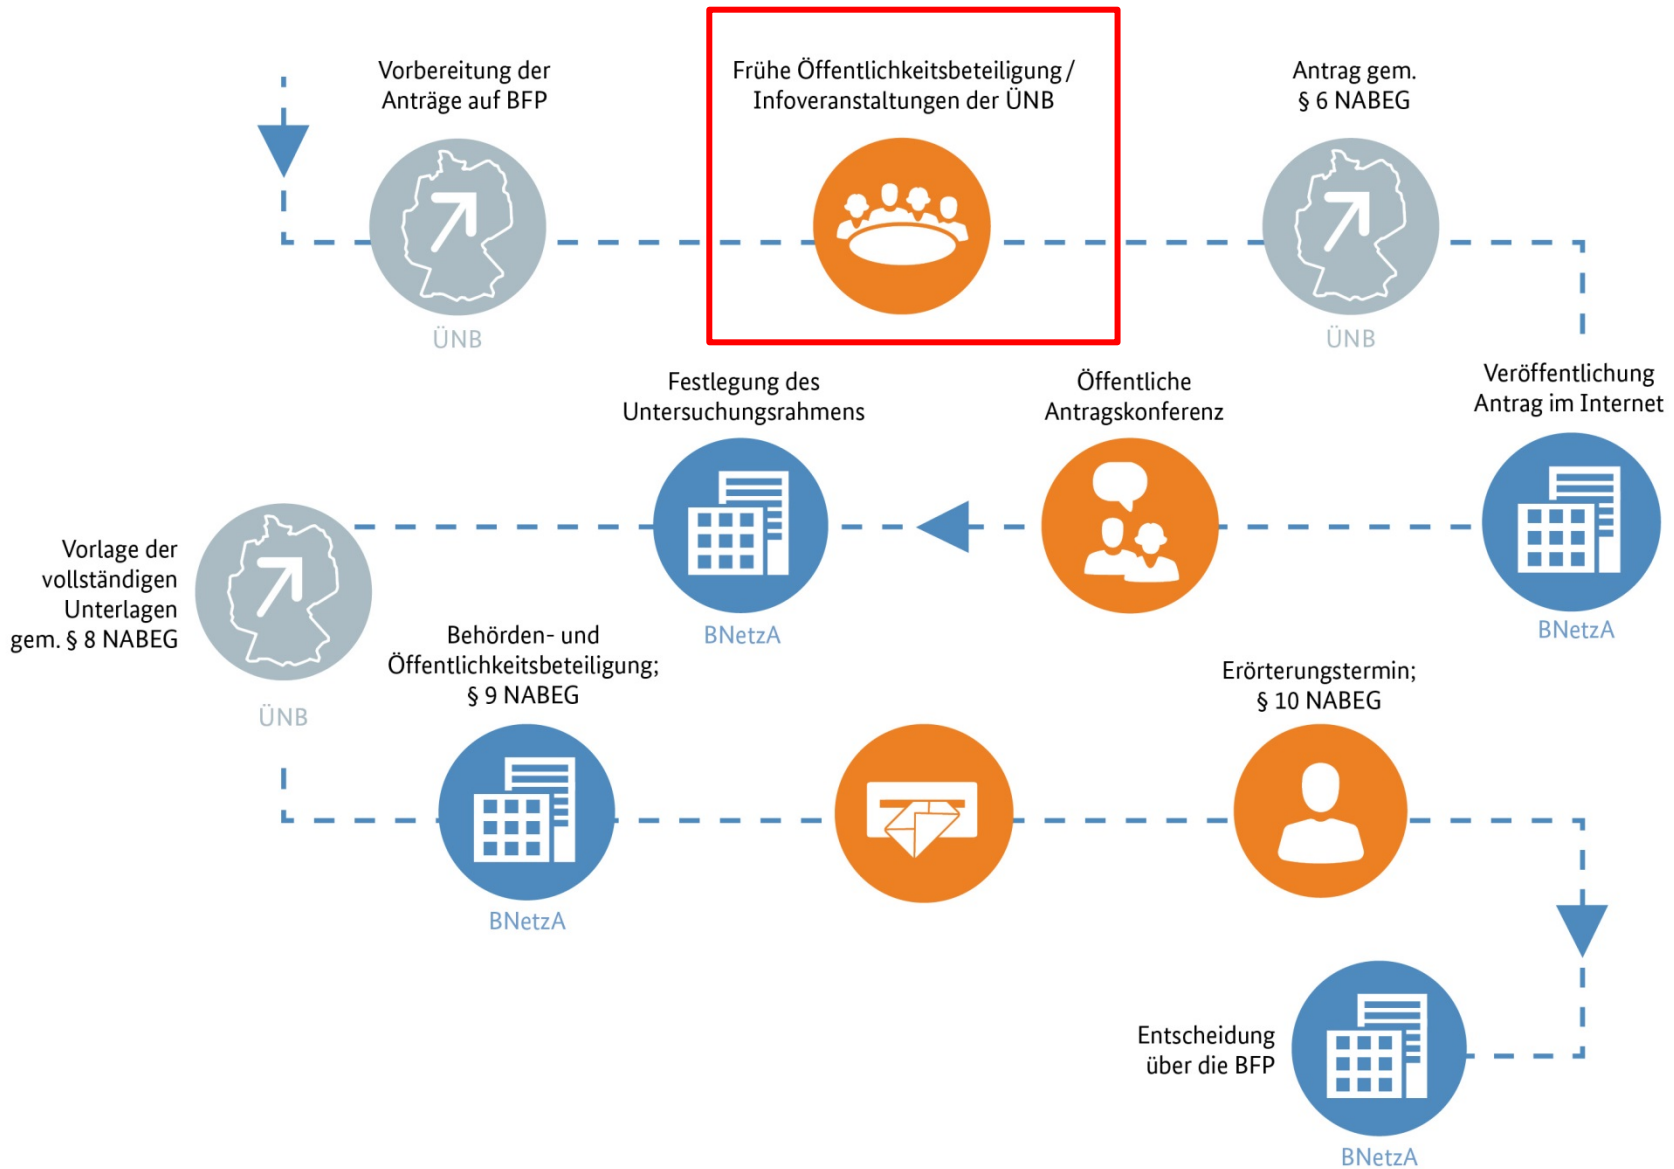 Vorbereitung der
Anträge auf BFP
ÜNB
Frühe Öffentlichkeitsbeteiligung /
Infoveranstaltungen der ÜNB
Antrag gem.
§ 6 NABEG
ÜNB
Veröffentlichung
Antrag im Internet
BNetzA
Öffentliche
Antragskonferenz
Festlegung des
Untersuchungsrahmens
BNetzA
Vorlage der
vollständigen
Unterlagen
gem. § 8 NABEG
ÜNB
Behörden- und
Öffentlichkeitsbeteiligung;
§ 9 NABEG
BNetzA
Erörterungstermin;
§ 10 NABEG
Entscheidung
über die BFP
BNetzA